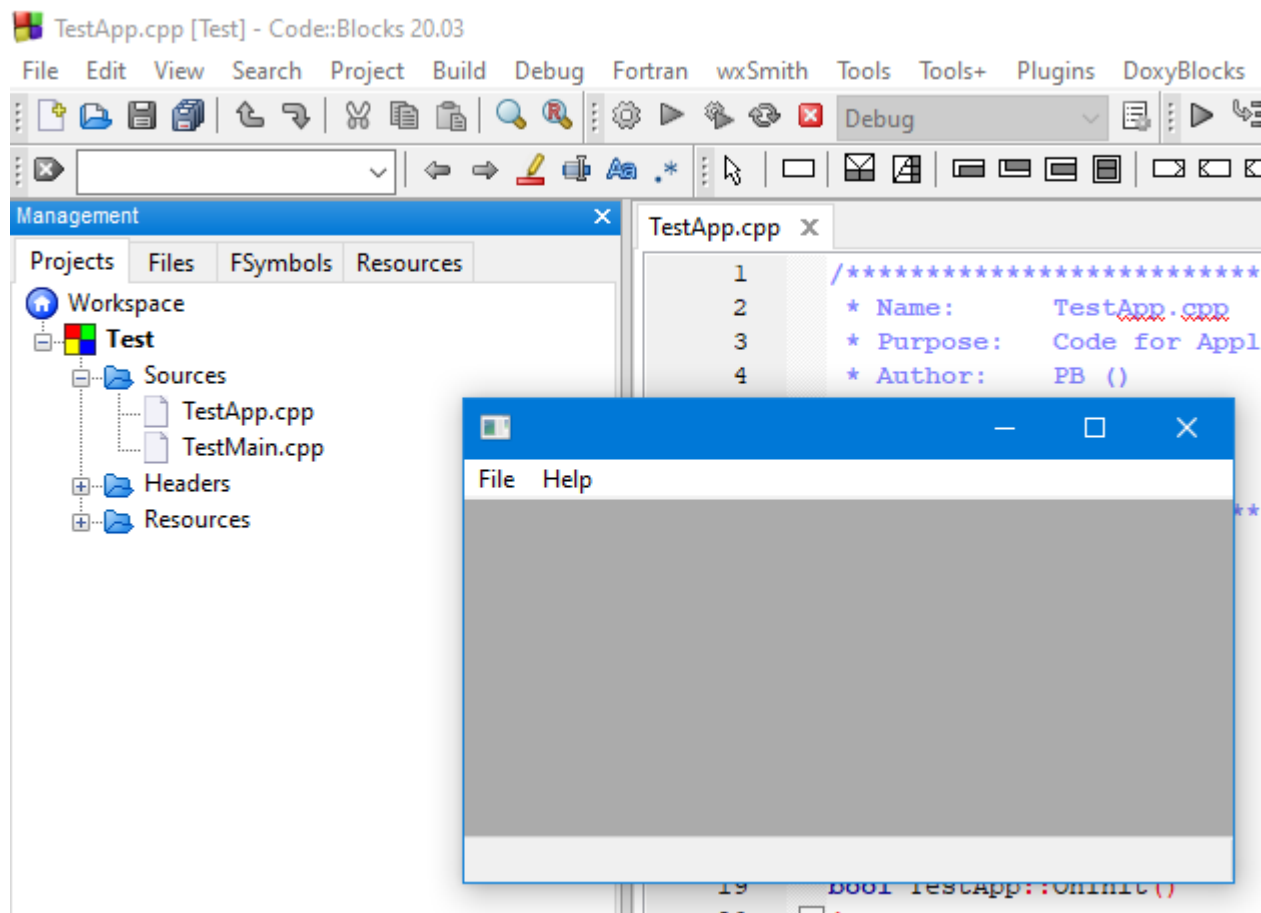 TestApp.cpp [Test] - Code::Blocks 20.03
File Edit View Search Project Build Debug Fortran wxSmith Tools Tools+ Plugins DoxyBlocks
Debug
Management
Projects Files FSymbols Resources
Workspace
Test
Sources
TestApp.cpp
TestMain.cpp
Headers
Resources
TestApp.cpp
1 /**************************
2 * Name: TestApp.cpp
3 * Purpose: Code for Appl
4 * Author: PB ()
File Help
**
19 bool TestApp::OnInit()